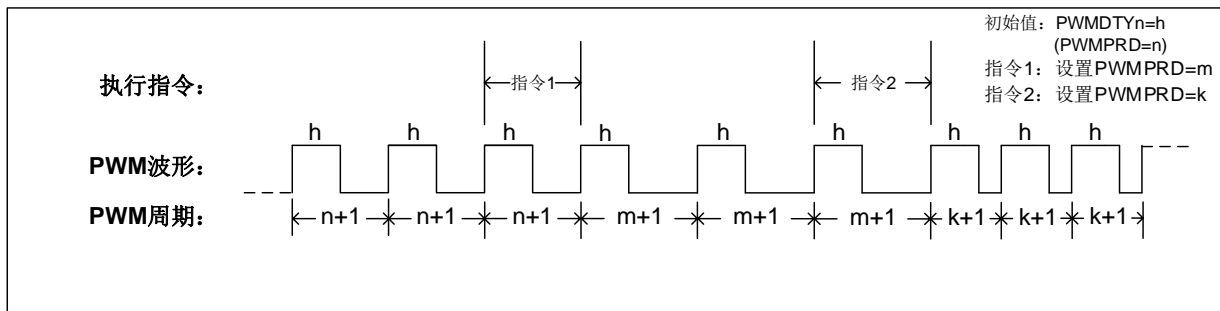 初始值：PWMDTYn=h
(PWMPRD=n)
指令1：设置PWMPRD=m
指令2：设置PWMPRD=k
执行指令：
指令1
指令2
h h h h h h h h h
PWM波形：
PWM周期：
n+1 n+1 n+1 m+1 m+1 m+1 k+1 k+1 k+1